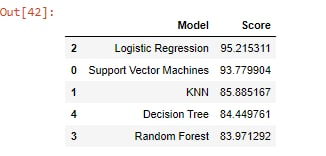 Out[42]:
Model Score
2 Logistic Regression 95.215311
0 Support Vector Machines 93.779904
1 KNN 85.885167
4 Decision Tree 84.449761
3 Random Forest 83.971292